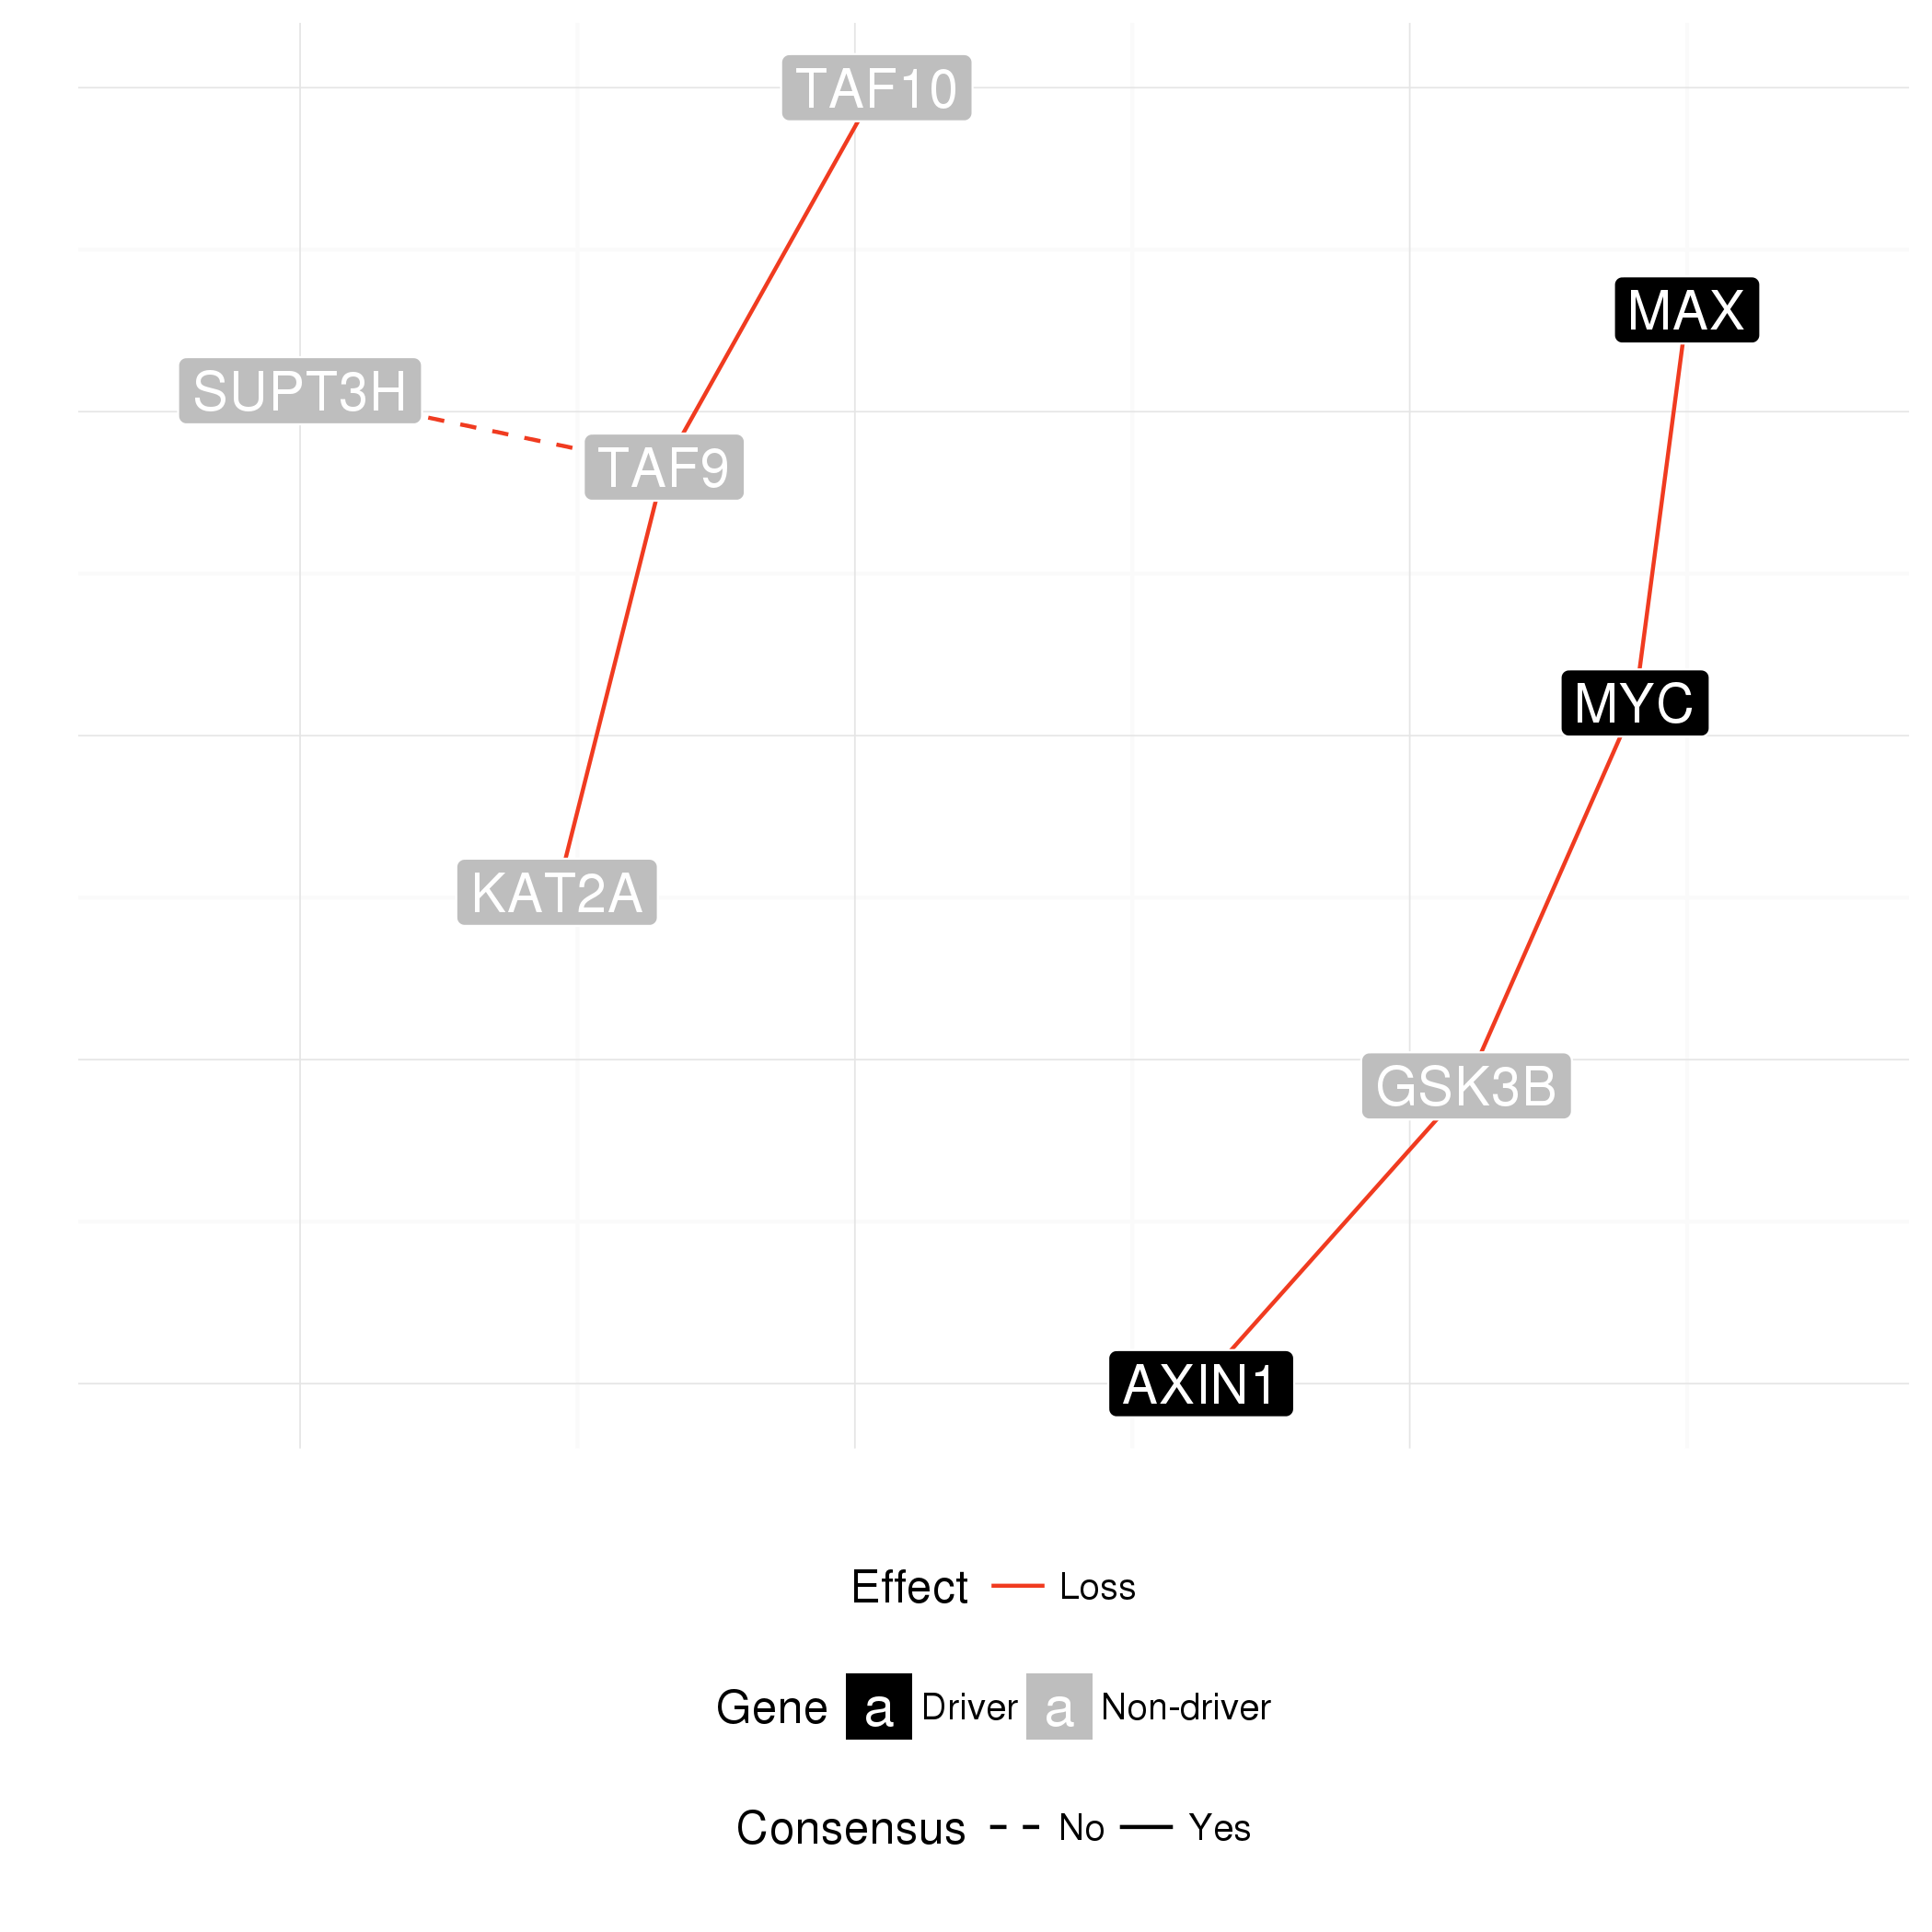 TAF10
MAX
SUPT3H
TAF9
MYC
KAT2A
GSK3B
AXIN1
Effect Loss
Gene a Driver a Non-driver
Consensus No Yes